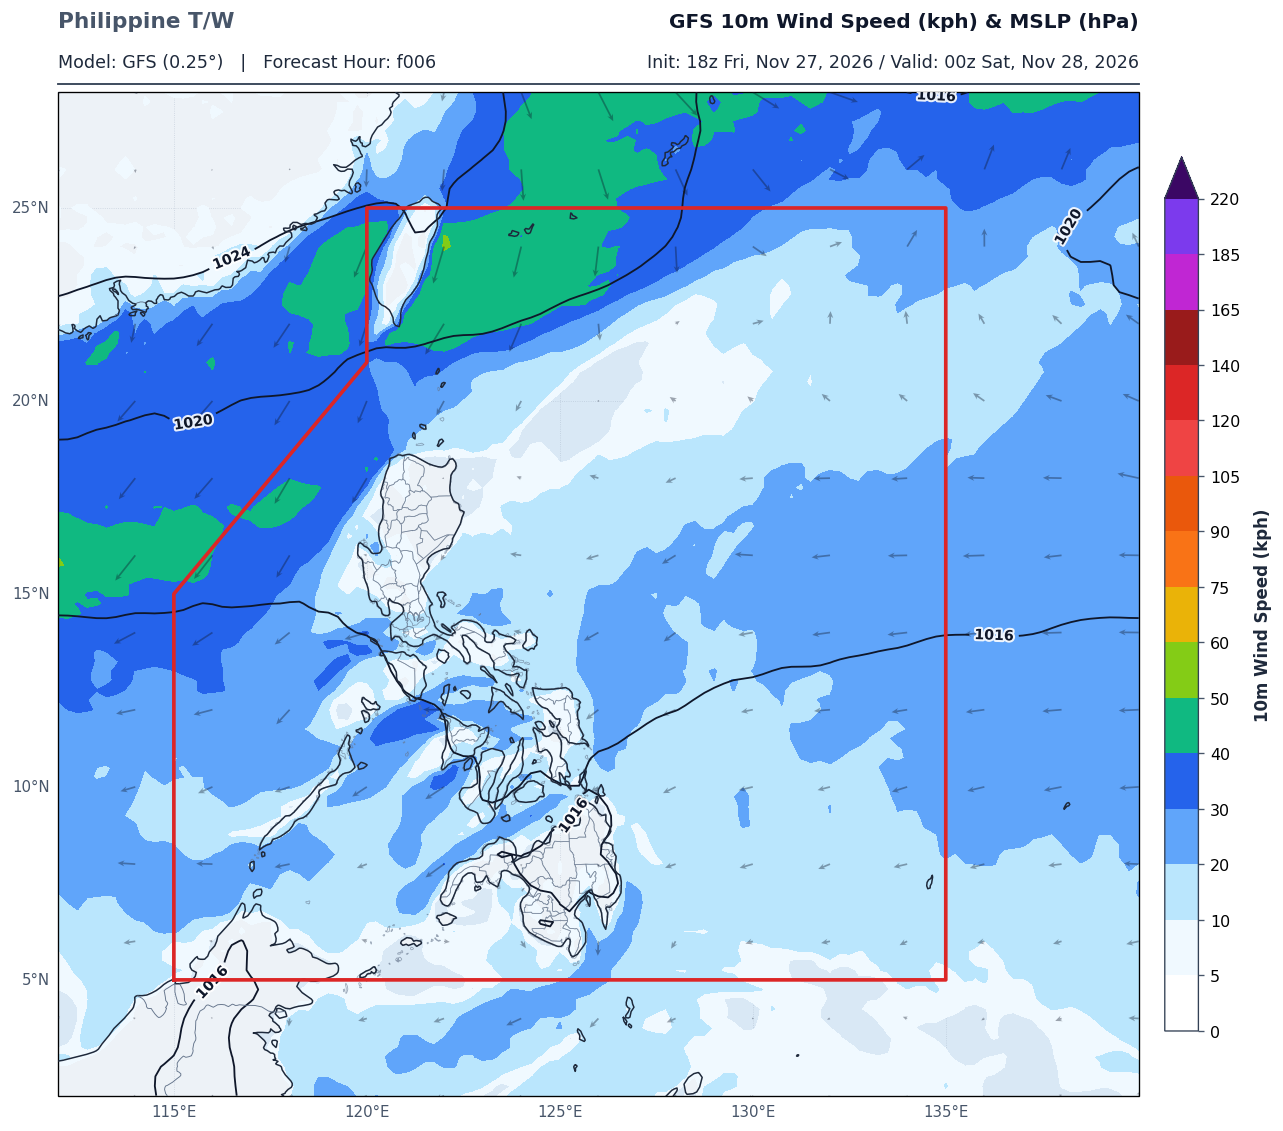 Philippine T/W
GFS 10m Wind Speed (kph) & MSLP (hPa)
Model: GFS (0.25°) | Forecast Hour: f006
Init: 18z Fri, Nov 27, 2026 / Valid: 00z Sat, Nov 28, 2026
1016
1020
1024
1020
1016
1016
1016
25°N
20°N
15°N
10°N
5°N
115°E
120°E
125°E
130°E
135°E
220
185
165
140
120
105
90
75
60
50
40
30
20
10
5
0
10m Wind Speed (kph)